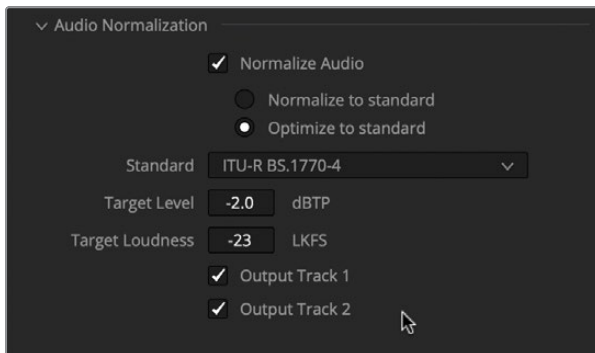 Audio Normalization
Normalize Audio
Normalize to standard
Optimize to standard
Standard ITU-R BS.1770-4
Target Level -2.0 dBTP
Target Loudness -23 LKFS
Output Track 1
Output Track 2